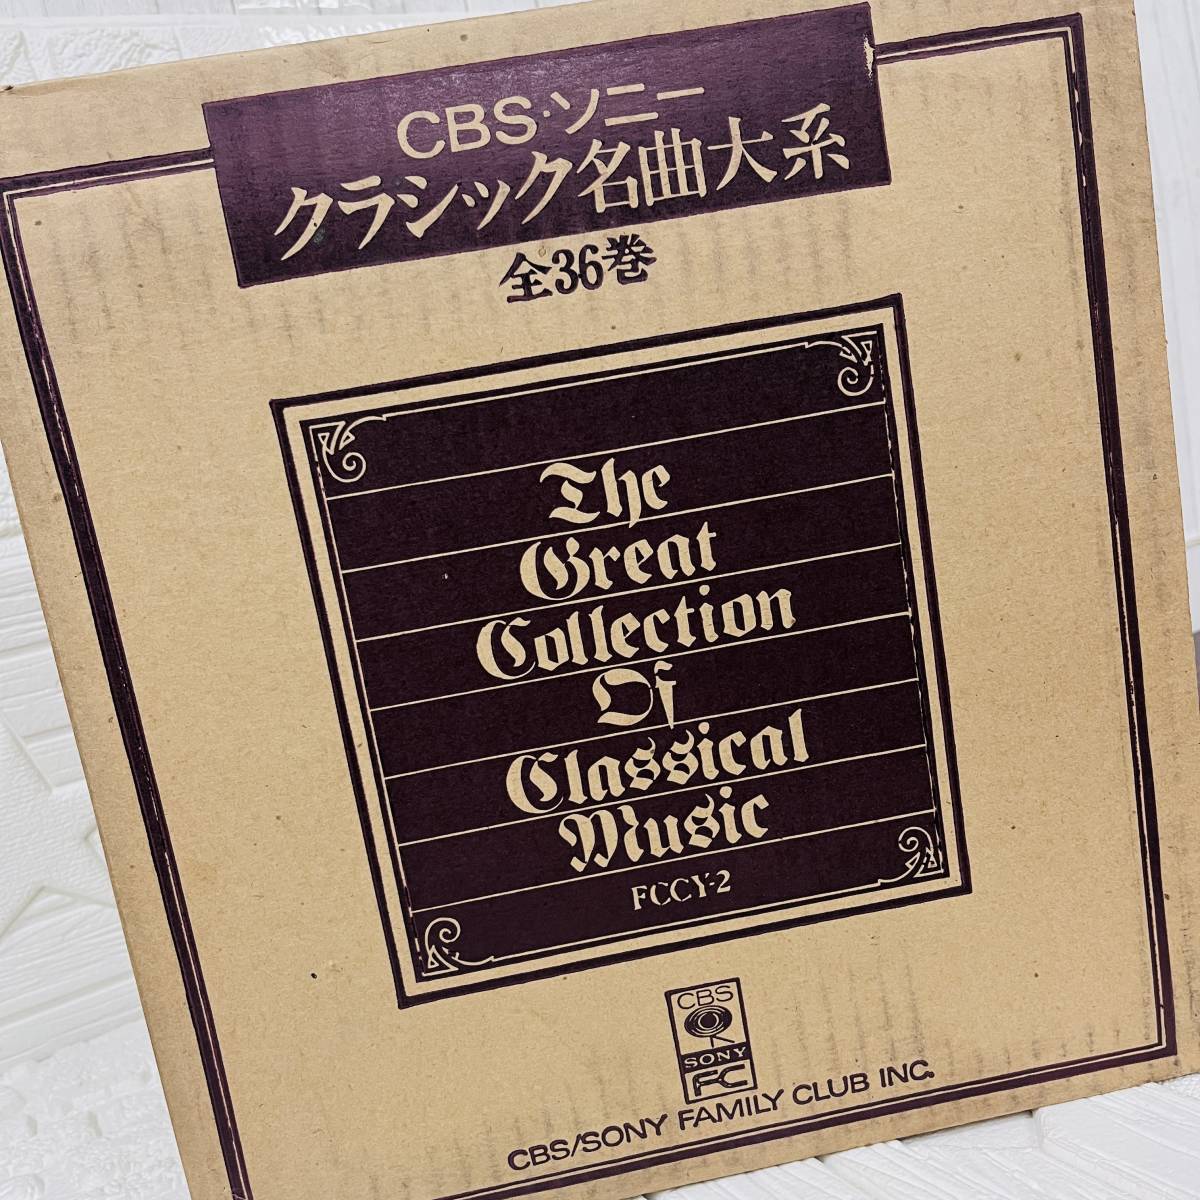 CBS・ソニー
クラシック名曲大系
全36巻
The
Great
Collection
Of
Classical
Music
FCCY-2
CBS
SONY
FC
CBS/SONY FAMILY CLUB INC.